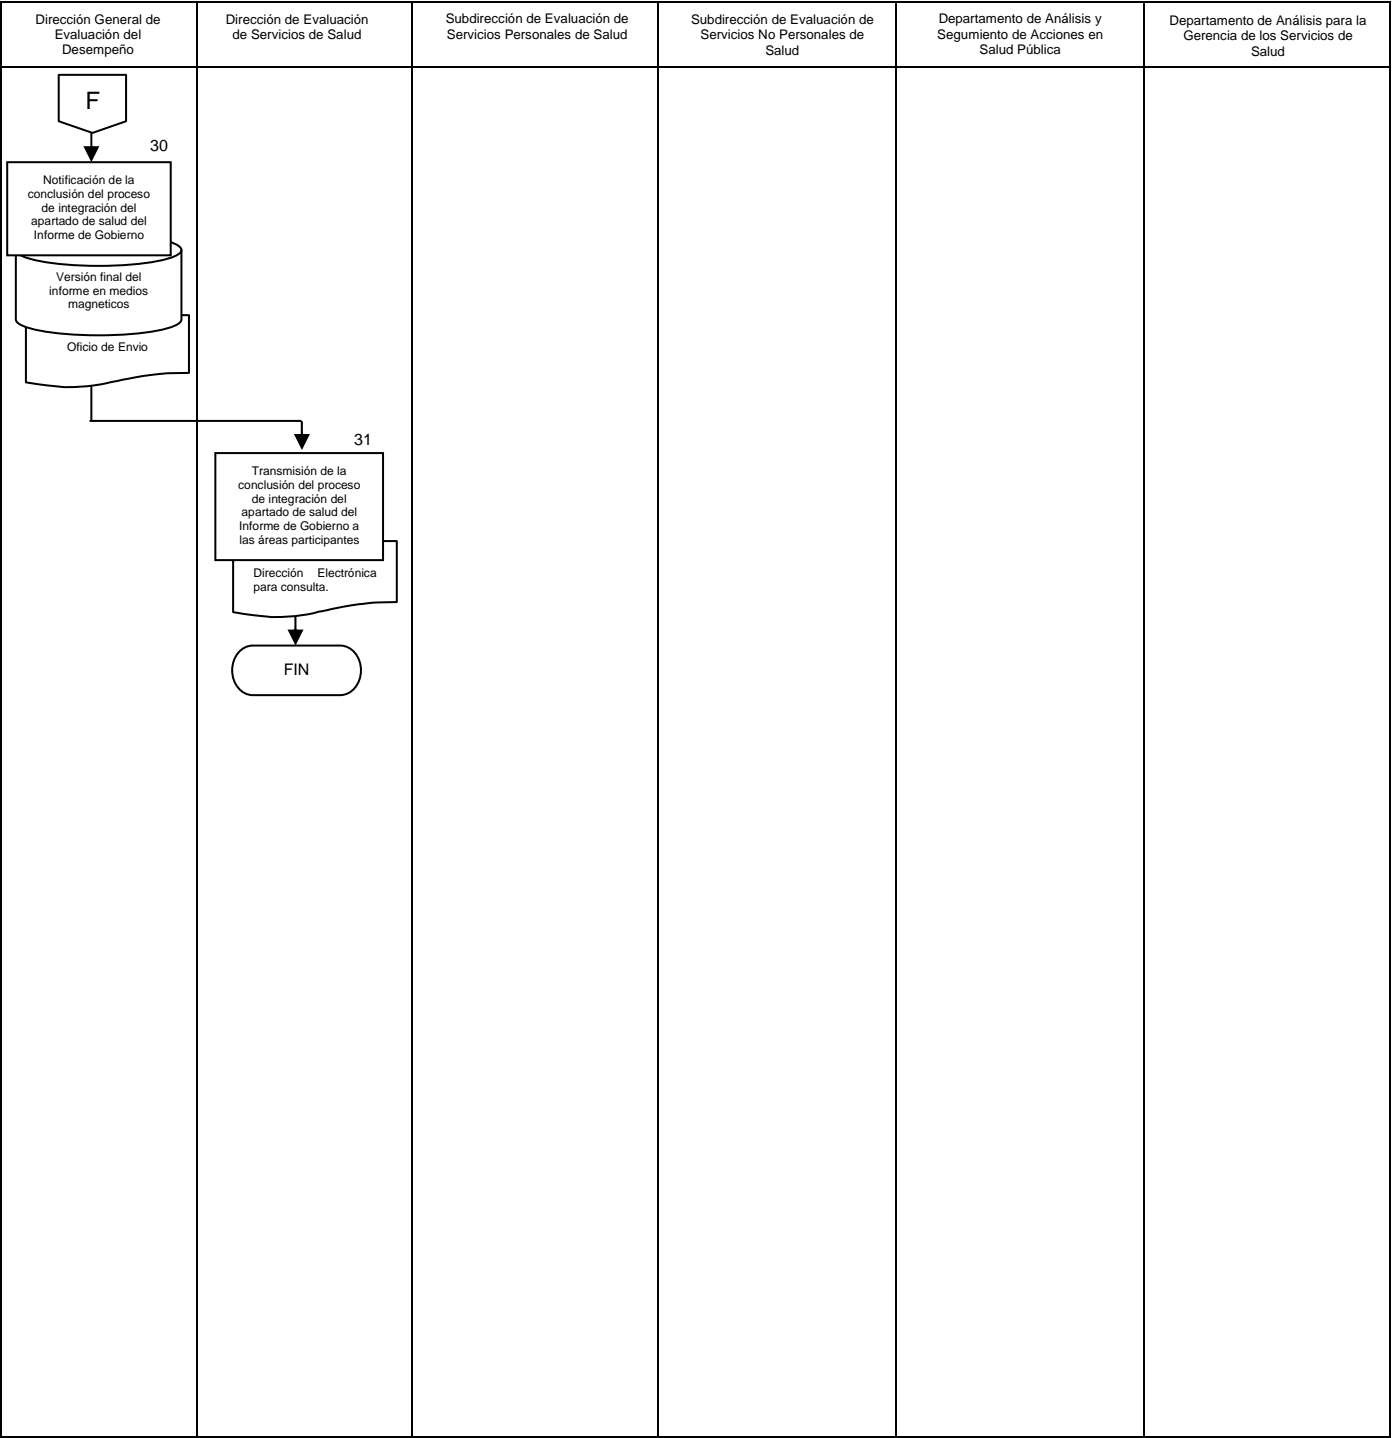 Dirección General de
Evaluación del
Desempeño
Dirección de Evaluación
de Servicios de Salud
Subdirección de Evaluación de
Servicios Personales de Salud
Subdirección de Evaluación de
Servicios No Personales de
Salud
Departamento de Análisis y
Segumiento de Acciones en
Salud Pública
Departamento de Análisis para la
Gerencia de los Servicios de
Salud
F
30
Notificación de la
conclusión del proceso
de integración del
apartado de salud del
Informe de Gobierno
Versión final del
informe en medios
magneticos
Oficio de Envio
31
Transmisión de la
conclusión del proceso
de integración del
apartado de salud del
Informe de Gobierno a
las áreas participantes
Dirección Electrónica
para consulta.
FIN